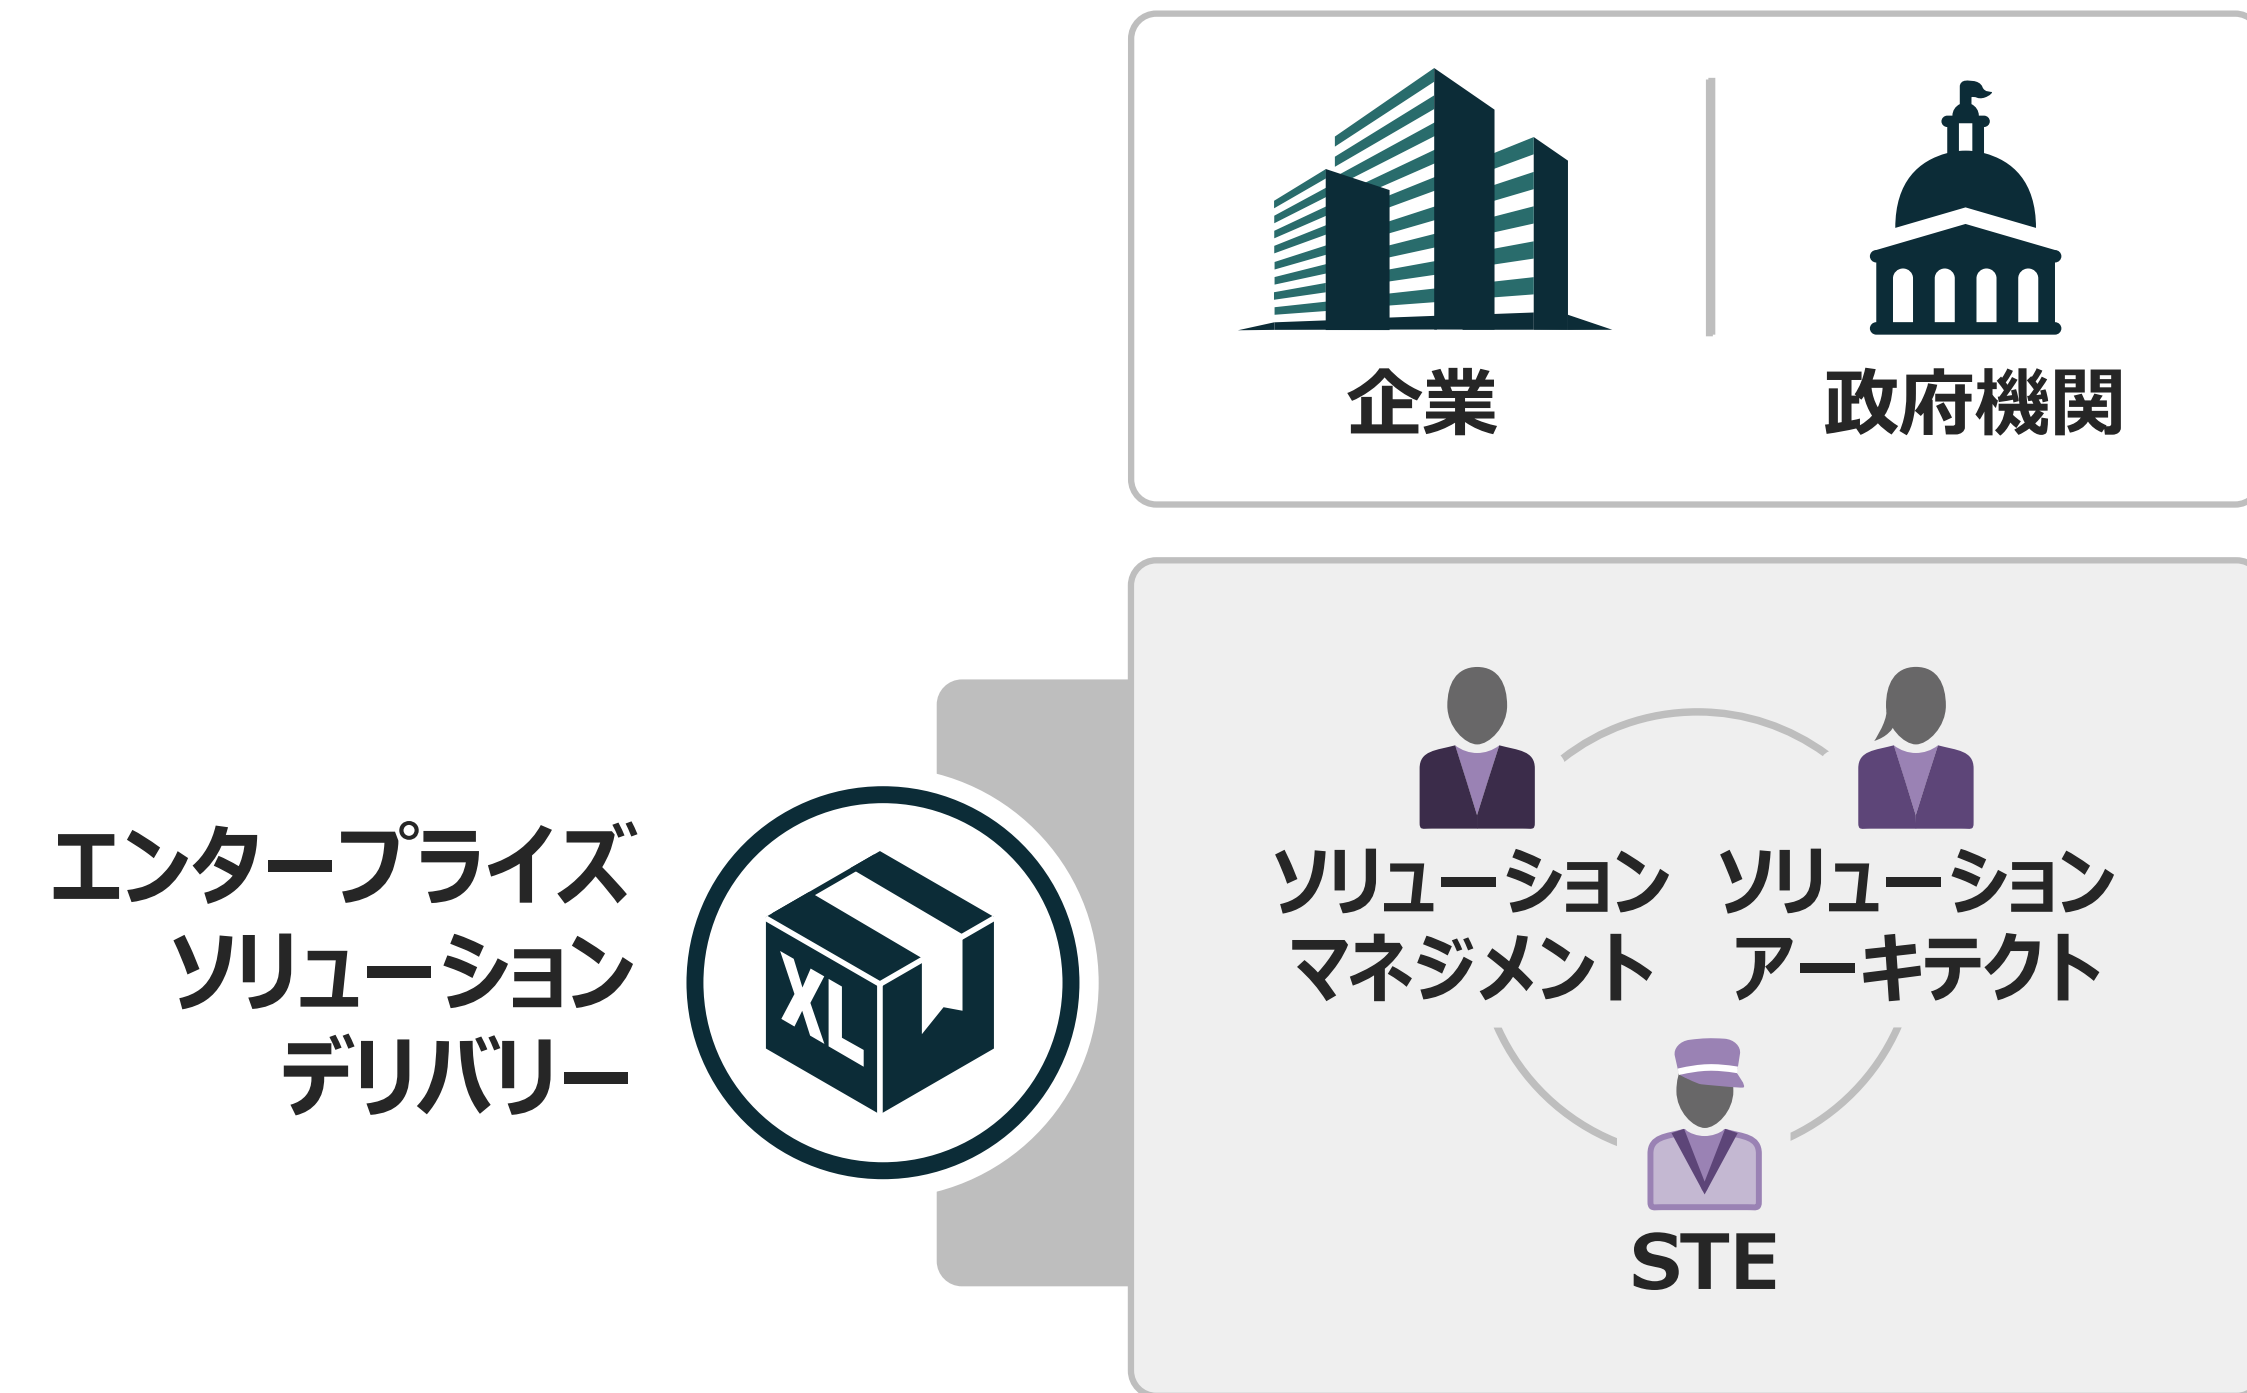 企業
政府機関
エンタープライズ
ソリューション
デリバリー
XL
ソリューション
マネジメント
ソリューション
アーキテクト
STE